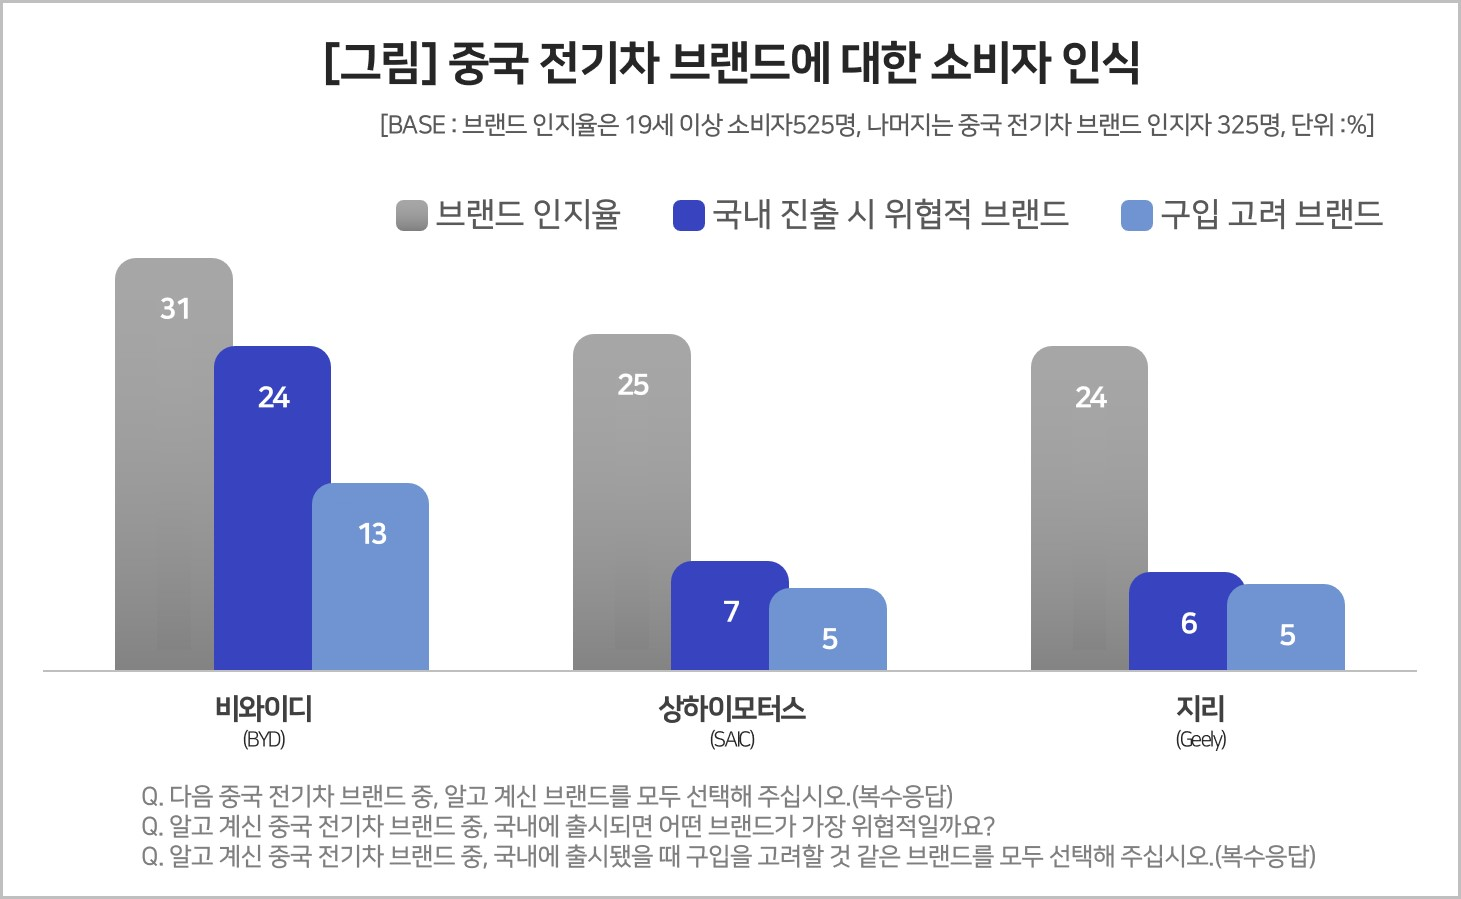 [그림] 중국 전기차 브랜드에 대한 소비자 인식
[BASE : 브랜드 인지율은 19세 이상 소비자525명, 나머지는 중국 전기차 브랜드 인지자 325명, 단위 :%]
브랜드 인지율 국내 진출 시 위협적 브랜드 구입 고려 브랜드
31
24
13
25
7
5
24
6
5
비와이디 상하이모터스 지리
(BYD) (SAIC) (Geely)
Q. 다음 중국 전기차 브랜드 중, 알고 계신 브랜드를 모두 선택해 주십시오.(복수응답)
Q. 알고 계신 중국 전기차 브랜드 중, 국내에 출시되면 어떤 브랜드가 가장 위협적일까요?
Q. 알고 계신 중국 전기차 브랜드 중, 국내에 출시됐을 때 구입을 고려할 것 같은 브랜드를 모두 선택해 주십시오.(복수응답)